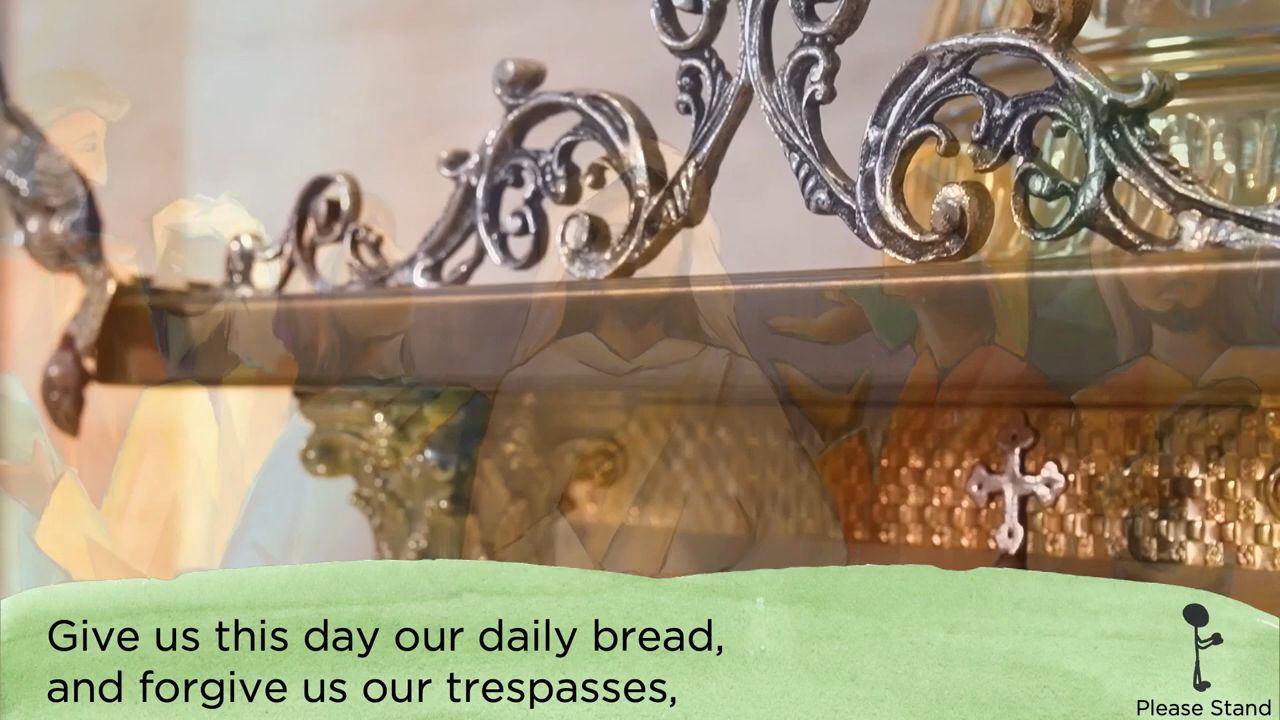 Give us this day our daily bread,
and forgive us our trespasses,
Please Stand